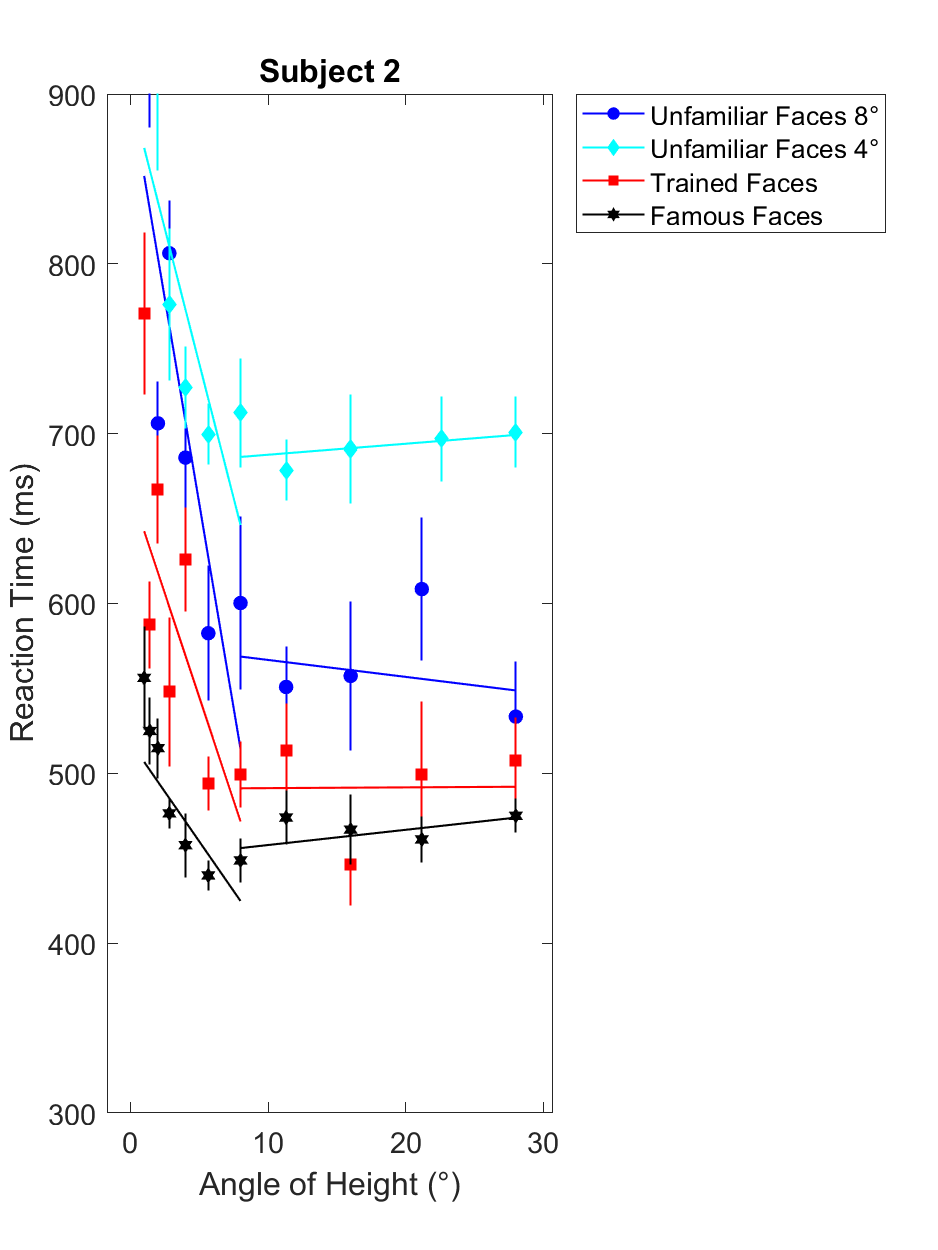 Subject 2
900
800
700
600
500
400
300
0 10 20 30
Angle of Height (°)
Reaction Time (ms)
Unfamiliar Faces 8°
Unfamiliar Faces 4°
Trained Faces
Famous Faces